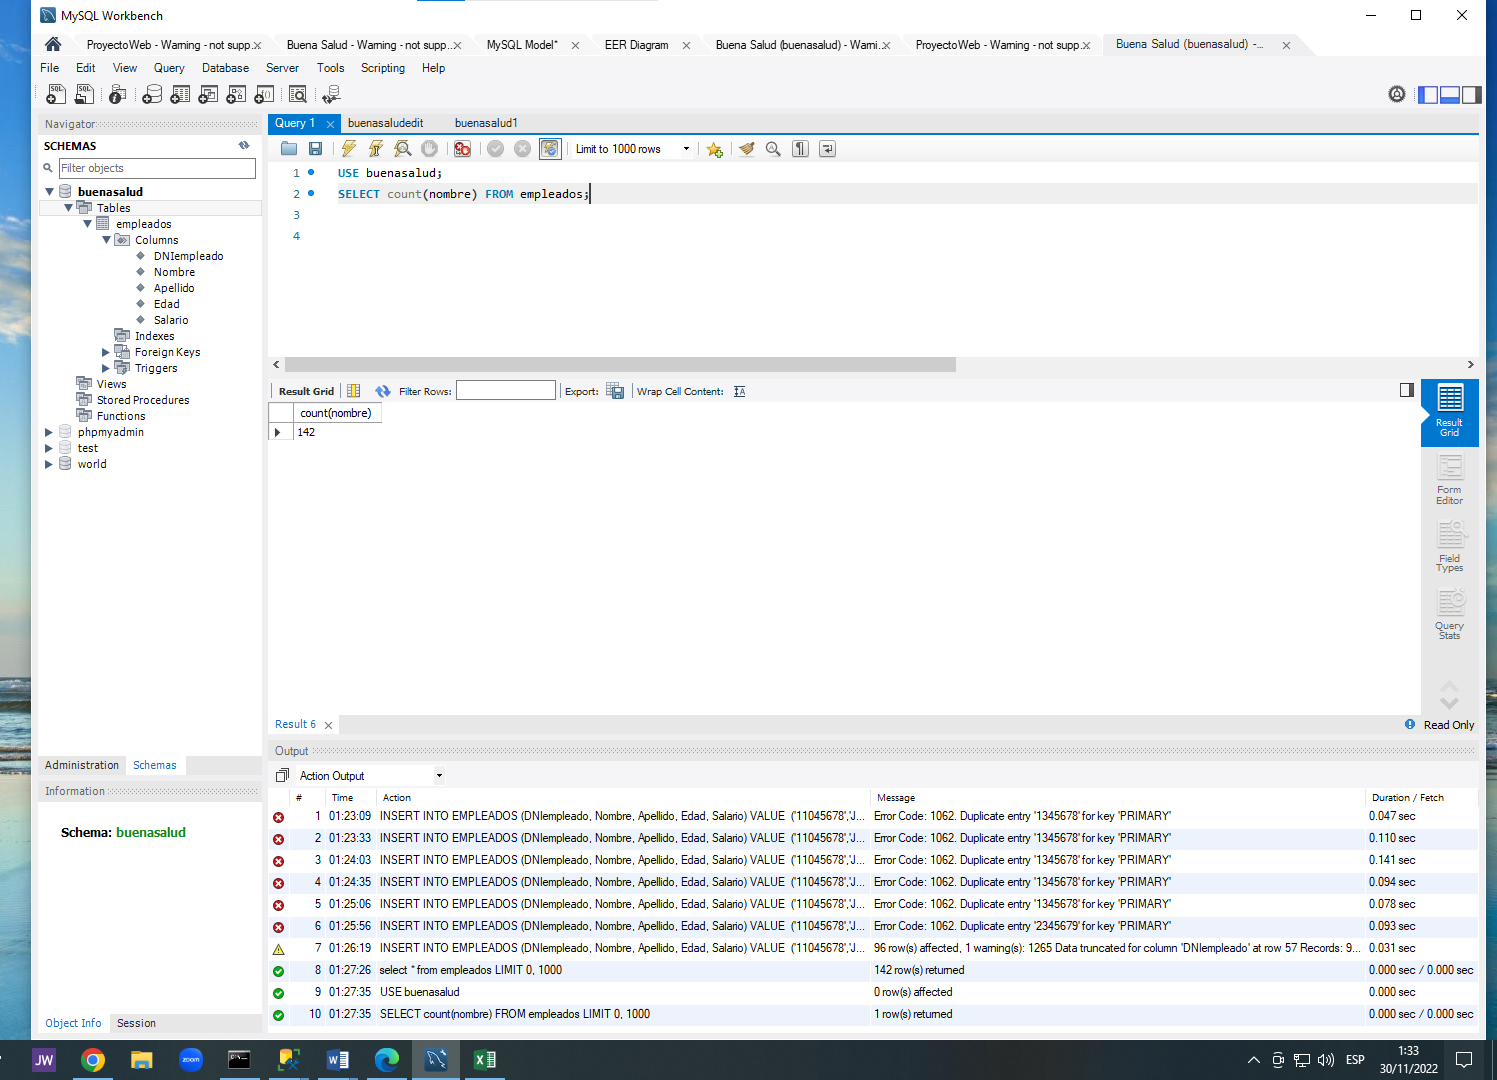 MySQL Workbench
ProyectoWeb - Warning - not supp...
Buena Salud - Warning - not supp...
MySQL Model*
EER Diagram
Buena Salud (buenasalud) - Warni...
ProyectoWeb - Warning - not supp...
Buena Salud (buenasalud) -...
File Edit View Query Database Server Tools Scripting Help
Navigator
SCHEMAS
Filter objects
buenasalud
Tables
empleados
Columns
DNIempleado
Nombre
Apellido
Edad
Salario
Indexes
Foreign Keys
Triggers
Views
Stored Procedures
Functions
phpmyadmin
test
world
Administration Schemas
Information
Schema: buenasalud
Object Info Session
Query 1 buenasaludedit buenasalud1
Limit to 1000 rows
1 USE buenasalud;
2 SELECT count(nombre) FROM empleados;
3
4
Result Grid Filter Rows: Export: Wrap Cell Content:
count(nombre)
142
Result Grid
Form Editor
Field Types
Query Stats
Result 6
Read Only
Output
Action Output
# Time Action Message Duration / Fetch
1 01:23:09 INSERT INTO EMPLEADOS (DNIempleado, Nombre, Apellido, Edad, Salario) VALUE ('11045678','J... Error Code: 1062. Duplicate entry '1345678' for key 'PRIMARY' 0.047 sec
2 01:23:33 INSERT INTO EMPLEADOS (DNIempleado, Nombre, Apellido, Edad, Salario) VALUE ('11045678','J... Error Code: 1062. Duplicate entry '1345678' for key 'PRIMARY' 0.110 sec
3 01:24:03 INSERT INTO EMPLEADOS (DNIempleado, Nombre, Apellido, Edad, Salario) VALUE ('11045678','J... Error Code: 1062. Duplicate entry '1345678' for key 'PRIMARY' 0.141 sec
4 01:24:35 INSERT INTO EMPLEADOS (DNIempleado, Nombre, Apellido, Edad, Salario) VALUE ('11045678','J... Error Code: 1062. Duplicate entry '1345678' for key 'PRIMARY' 0.094 sec
5 01:25:06 INSERT INTO EMPLEADOS (DNIempleado, Nombre, Apellido, Edad, Salario) VALUE ('11045678','J... Error Code: 1062. Duplicate entry '1345678' for key 'PRIMARY' 0.078 sec
6 01:25:56 INSERT INTO EMPLEADOS (DNIempleado, Nombre, Apellido, Edad, Salario) VALUE ('11045678','J... Error Code: 1062. Duplicate entry '2345679' for key 'PRIMARY' 0.093 sec
7 01:26:19 INSERT INTO EMPLEADOS (DNIempleado, Nombre, Apellido, Edad, Salario) VALUE ('11045678','J... 96 row(s) affected, 1 warning(s): 1265 Data truncated for column 'DNIempleado' at row 57 Records: 9... 0.031 sec
8 01:27:26 select * from empleados LIMIT 0, 1000 142 row(s) returned 0.000 sec / 0.000 sec
9 01:27:35 USE buenasalud 0 row(s) affected 0.000 sec
10 01:27:35 SELECT count(nombre) FROM empleados LIMIT 0, 1000 1 row(s) returned 0.000 sec / 0.000 sec
JW
zoom
ESP
1:33
30/11/2022